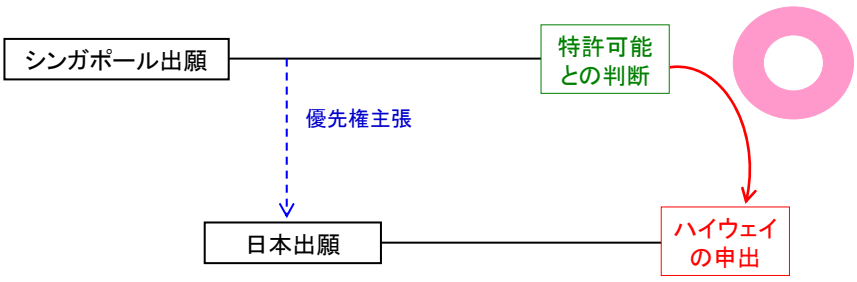 シンガポール出願
特許可能
との判断
優先権主張
日本出願
ハイウェイ
の申出